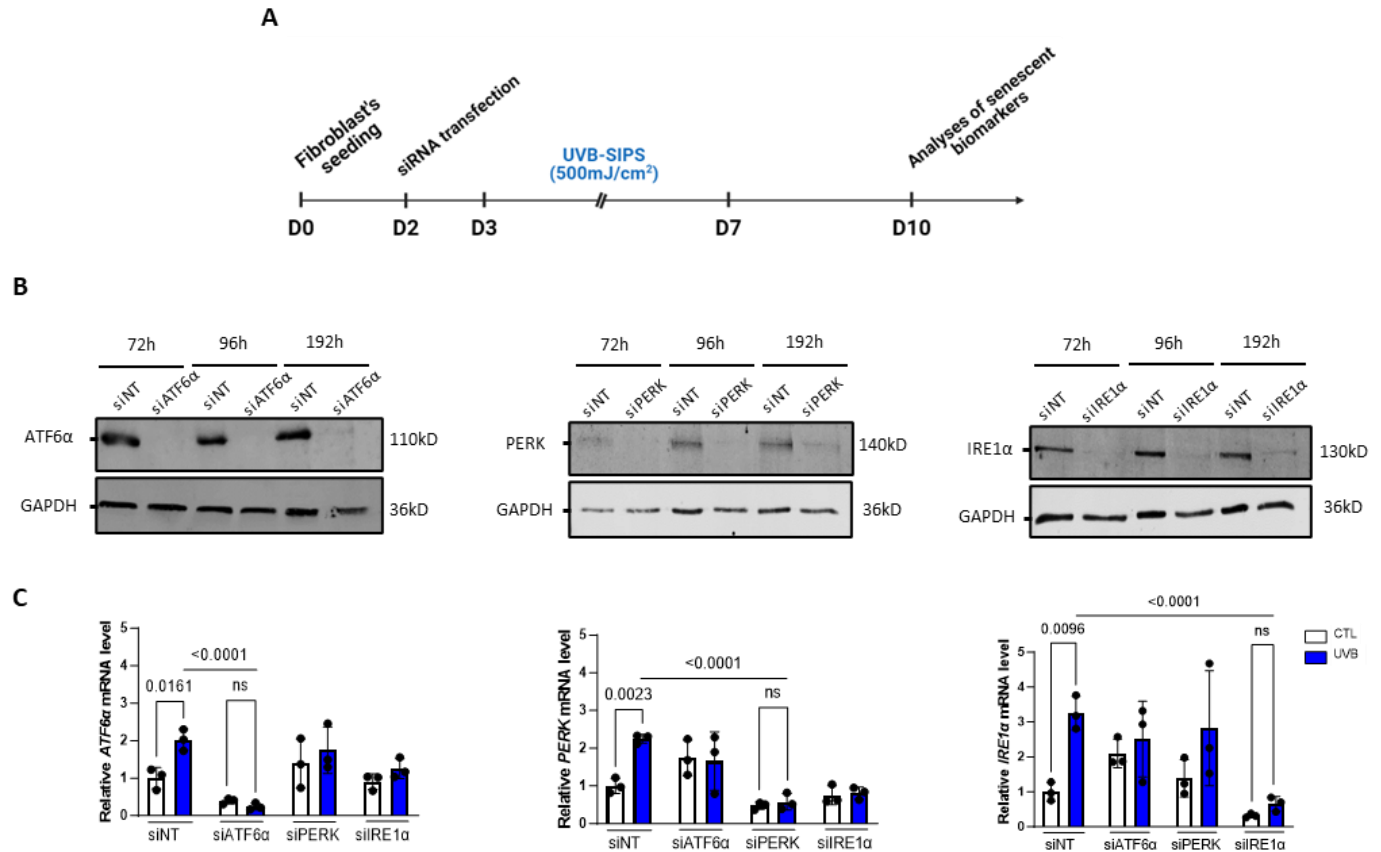 A
Fibroblast's
seeding
siRNA transfection
UVB-SIPS
(500mJ/cm²)
Analyses of senescent
biomarkers
D0
D2
D3
D7
D10
B
72h
96h
192h
siNT
siATF6α
siNT
siATF6α
siNT
siATF6α
ATF6α
110kD
GAPDH
36kD
72h
96h
192h
siNT
siPERK
siNT
siPERK
siNT
siPERK
PERK
140kD
GAPDH
36kD
72h
96h
192h
siNT
siIRE1α
siNT
siIRE1α
siNT
siIRE1α
IRE1α
130kD
GAPDH
36kD
C
Relative ATF6α mRNA level
5
4
3
2
1
0
0.0161
<0.0001
ns
siNT
siATF6α
siPERK
siIRE1α
Relative PERK mRNA level
5
4
3
2
1
0
0.0023
<0.0001
ns
siNT
siATF6α
siPERK
siIRE1α
Relative IRE1α mRNA level
5
4
3
2
1
0
0.0096
<0.0001
ns
siNT
siATF6α
siPERK
siIRE1α
CTL
UVB